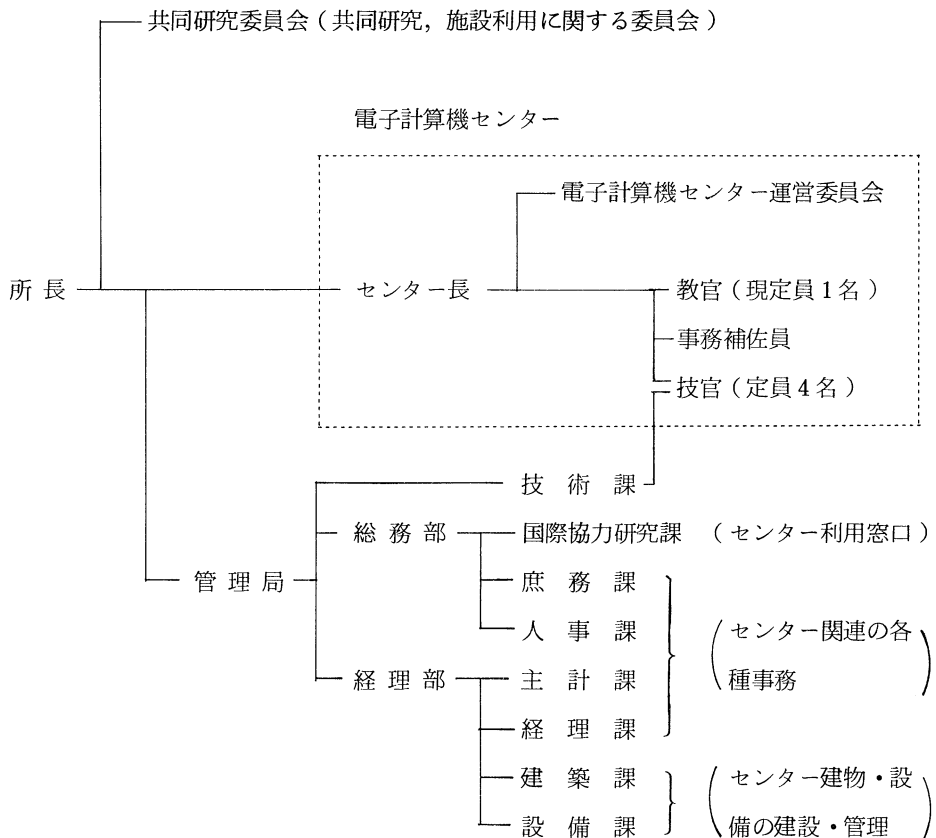 共同研究委員会（共同研究，施設利用に関する委員会）
電子計算機センター
電子計算機センター運営委員会
所長
センター長
教官（現定員1名）
事務補佐員
技官（定員4名）
技術課
総務部
国際協力研究課
（センター利用窓口）
管理局
庶務課
人事課
（センター関連の各
種事務）
経理部
主計課
経理課
建築課
設備課
（センター建物・設
備の建設・管理）